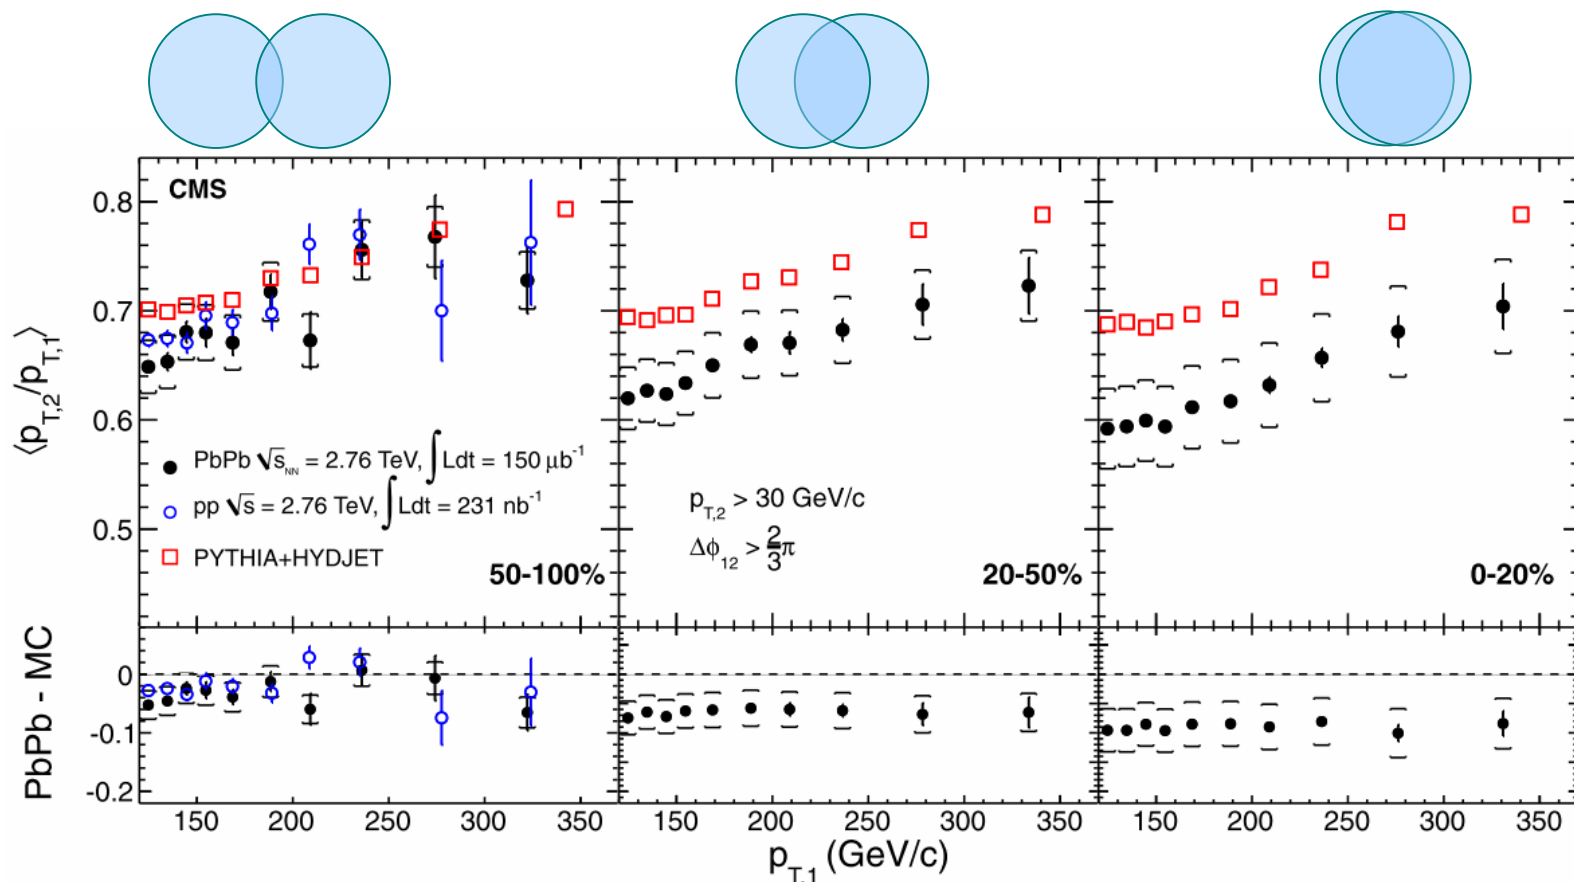 CMS
0.8
0.7
0.6
0.5
⟨p_T,2/p_T,1⟩
PbPb √s_NN = 2.76 TeV, ∫ Ldt = 150 μb⁻¹
pp √s = 2.76 TeV, ∫ Ldt = 231 nb⁻¹
PYTHIA+HYDJET
50-100%
p_T,2 > 30 GeV/c
Δϕ_12 > 2/3 π
20-50%
0-20%
PbPb - MC
0
-0.1
-0.2
150 200 250 300 350
150 200 250 300 350
150 200 250 300 350
p_T,1 (GeV/c)